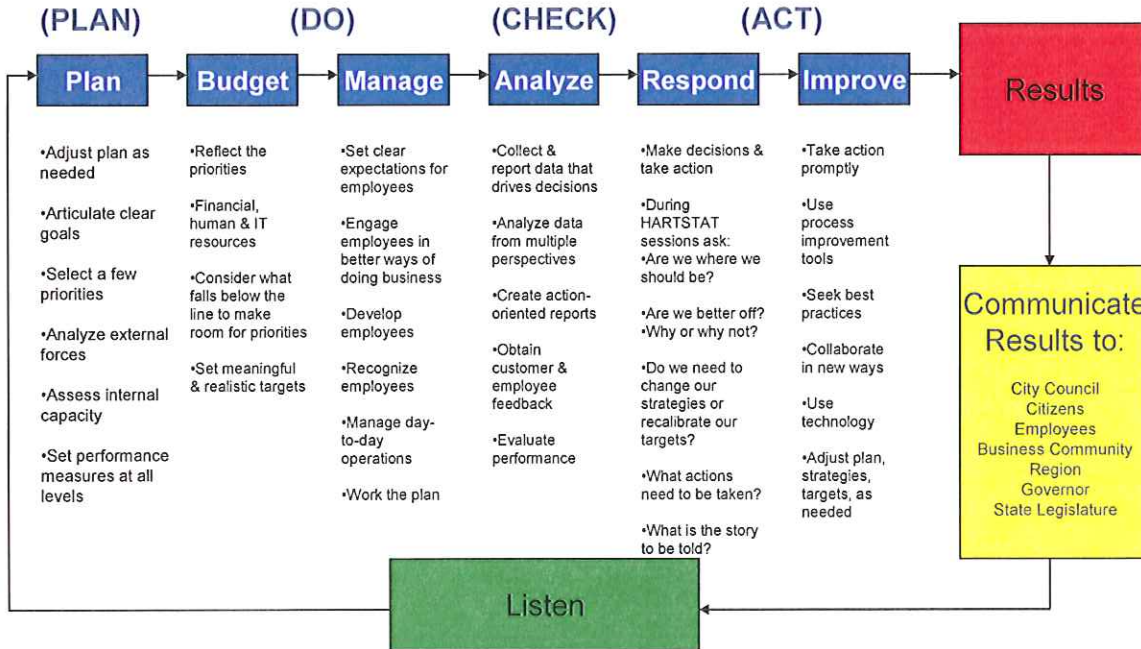 (PLAN) (DO) (CHECK) (ACT)
Plan Budget Manage Analyze Respond Improve
Results
•Adjust plan as
needed
•Articulate clear
goals
•Select a few
priorities
•Analyze external
forces
•Assess internal
capacity
•Set performance
measures at all
levels
•Reflect the
priorities
•Financial,
human & IT
resources
•Consider what
falls below the
line to make
room for priorities
•Set meaningful
& realistic targets
•Set clear
expectations for
employees
•Engage
employees in
better ways of
doing business
•Develop
employees
•Recognize
employees
•Manage day-
to-day
operations
•Work the plan
•Collect &
report data that
drives decisions
•Analyze data
from multiple
perspectives
•Create action-
oriented reports
•Obtain
customer &
employee
feedback
•Evaluate
performance
•Make decisions &
take action
•During
HARTSTAT
sessions ask:
•Are we where we
should be?
•Are we better off?
•Why or why not?
•Do we need to
change our
strategies or
recalibrate our
targets?
•What actions
need to be taken?
•What is the story
to be told?
•Take action
promptly
•Use
process
improvement
tools
•Seek best
practices
•Collaborate
in new ways
•Use
technology
•Adjust plan,
strategies,
targets, as
needed
Communicate
Results to:
City Council
Citizens
Employees
Business Community
Region
Governor
State Legislature
Listen